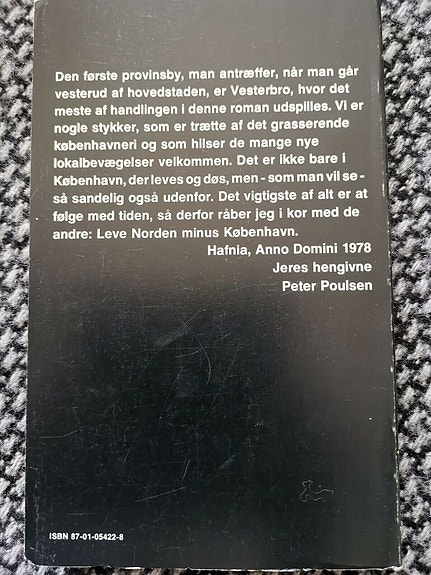 Den første provinsby, man antræffer, når man går
vesterud af hovedstaden, er Vesterbro, hvor det
meste af handlingen i denne roman udspilles. Vi er
nogle stykker, som er trætte af det grasserende
københavneri og som hilser de mange nye
lokalbevægelser velkommen. Det er ikke bare i
København, der leves og døs, men - som man vil se -
så sandelig også udenfor. Det vigtigste af alt er at
følge med tiden, så derfor råber jeg i kor med de
andre: Leve Norden minus København.
Hafnia, Anno Domini 1978
Jeres hengivne
Peter Poulsen
ISBN 87-01-05422-8